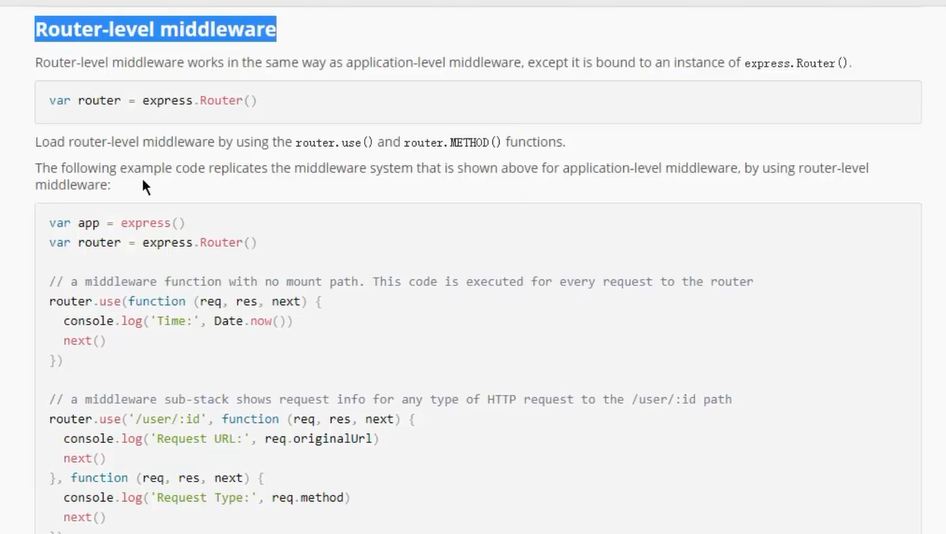 Router-level middleware
Router-level middleware works in the same way as application-level middleware, except it is bound to an instance of express.Router().
var router = express.Router()
Load router-level middleware by using the router.use() and router.METHOD() functions.
The following example code replicates the middleware system that is shown above for application-level middleware, by using router-level
middleware:
var app = express()
var router = express.Router()
// a middleware function with no mount path. This code is executed for every request to the router
router.use(function (req, res, next) {
  console.log('Time:', Date.now())
  next()
})
// a middleware sub-stack shows request info for any type of HTTP request to the /user/:id path
router.use('/user/:id', function (req, res, next) {
  console.log('Request URL:', req.originalUrl)
  next()
}, function (req, res, next) {
  console.log('Request Type:', req.method)
  next()